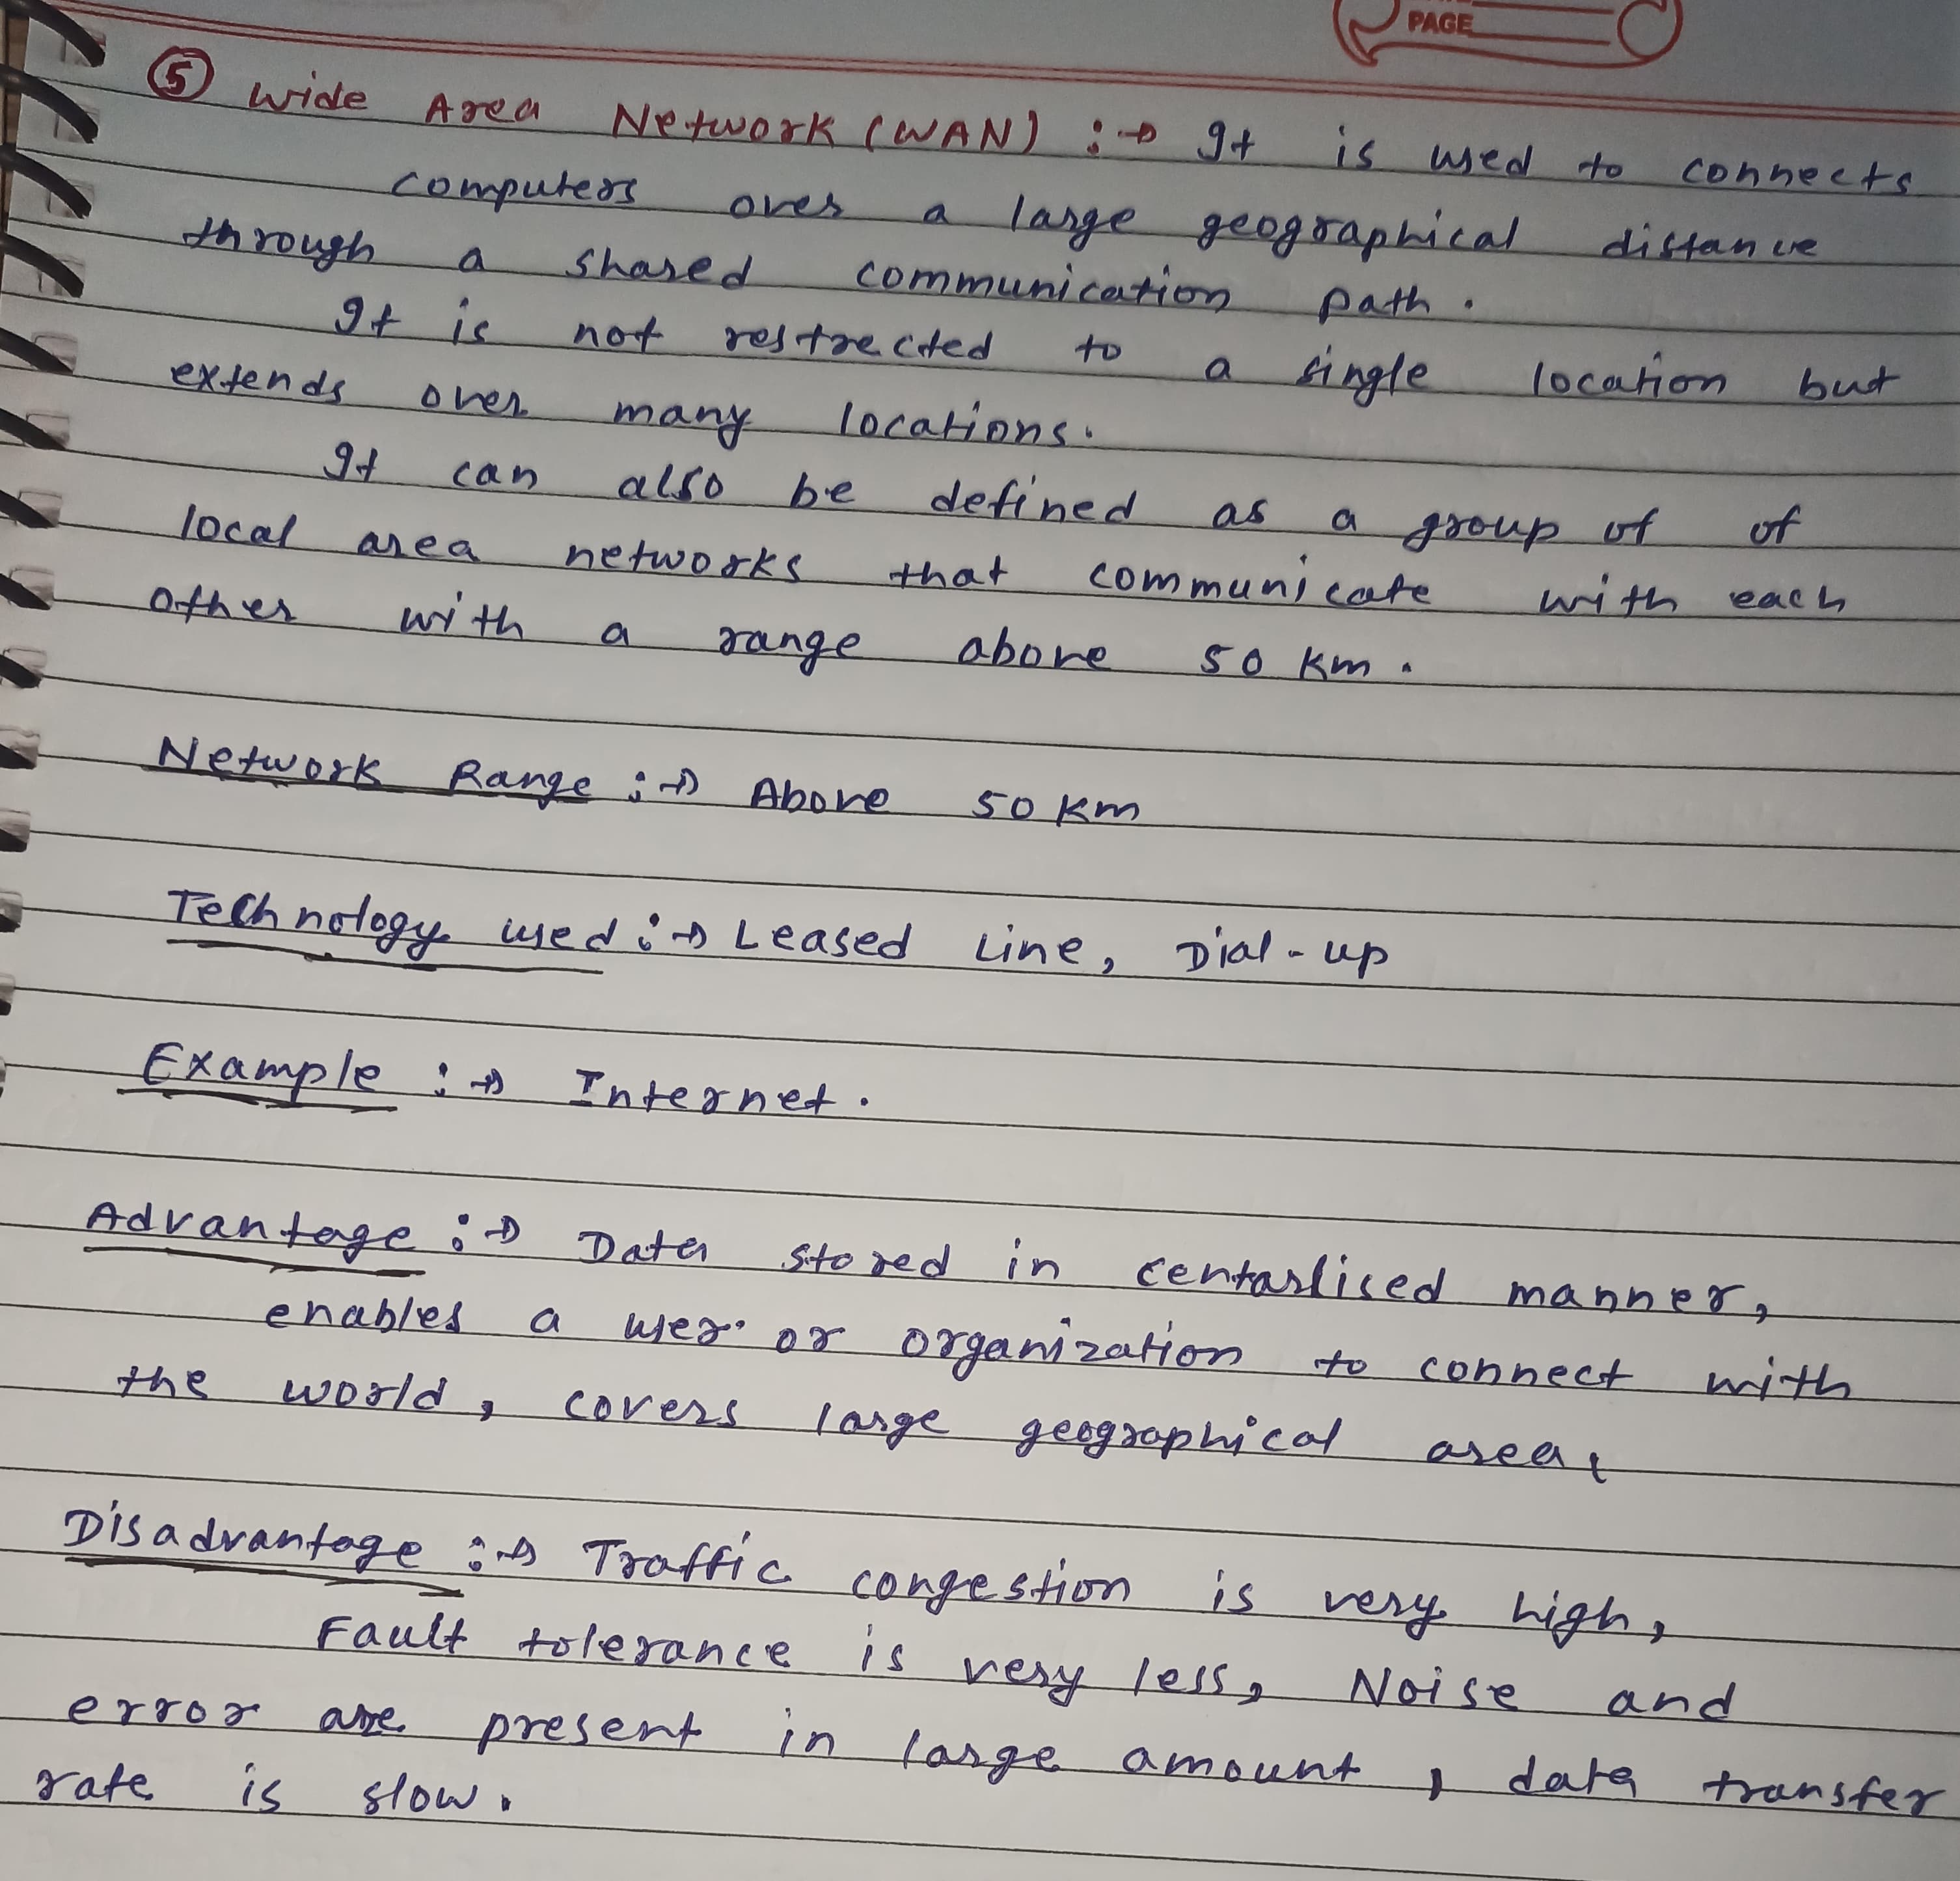 PAGE
⑤ Wide Area Network (WAN) :→ It is used to connects
computers over a large geographical distance
through a shared communication path.
It is not restrected to a single location but
extends over many locations.
It can also be defined as a group of of
local area networks that communicate with each
other with a range above 50 km.
Network Range :→ Above 50 Km
Technology used :→ Leased Line, Dial-up
Example :→ Internet.
Advantage :→ Data stored in centarlised manner,
enables a user or organization to connect with
the world, covers large geographical area,
Disadvantage :→ Traffic congestion is very high,
Fault tolerance is very less, Noise and
error are present in large amount, data transfer
rate is slow.